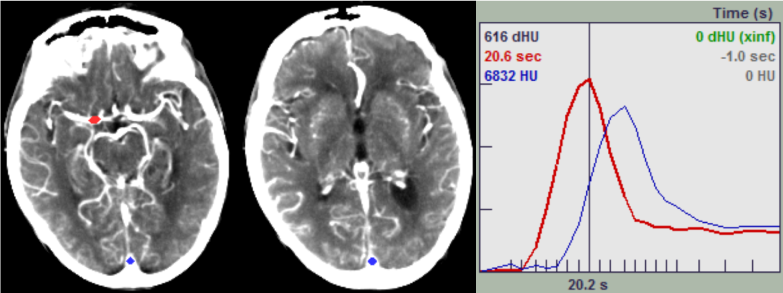 Time (s)
616 dHU 0 dHU (xinf)
20.6 sec -1.0 sec
6832 HU 0 HU
20.2 s